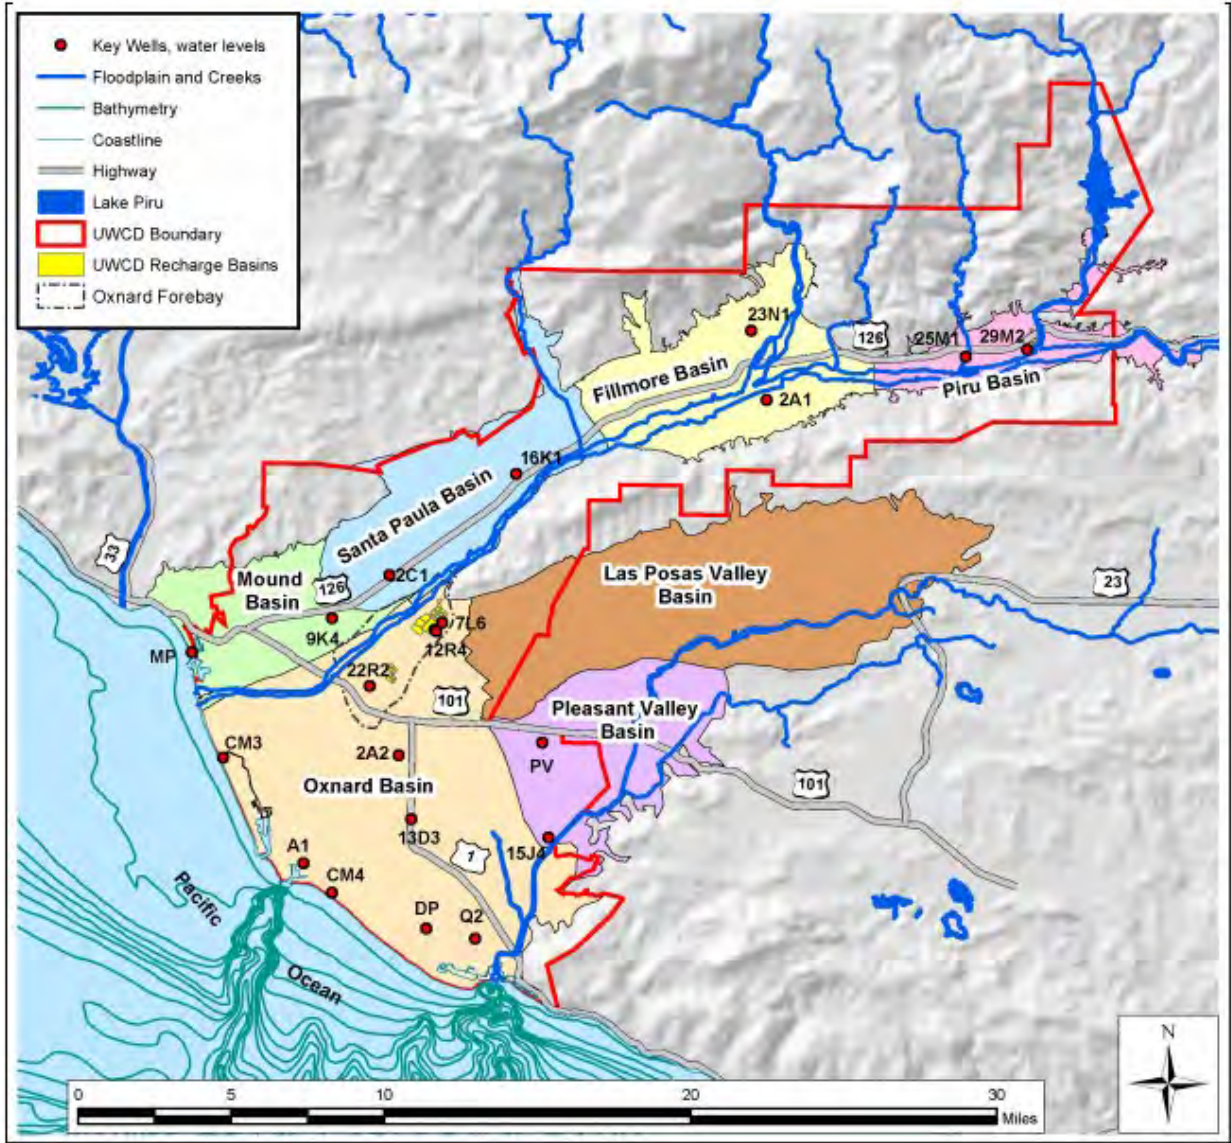 Key Wells, water levels
Floodplain and Creeks
Bathymetry
Coastline
Highway
Lake Piru
UWCD Boundary
UWCD Recharge Basins
Oxnard Forebay
23N1
126
25M1
29M2
Fillmore Basin
Piru Basin
2A1
16K1
Santa Paula Basin
33
Mound
Basin
126
2C1
Las Posas Valley
Basin
23
9K4
7L6
12R4
MP
22R2
101
Pleasant Valley
Basin
CM3
2A2
PV
Oxnard Basin
101
13D3
1
15J4
A1
CM4
Pacific
DP
Q2
Ocean
N
0
5
10
20
30
Miles